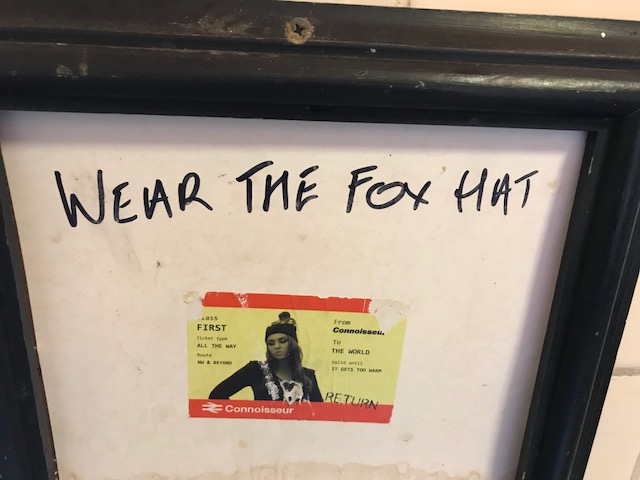 WEAR THE FOX HAT
FIRST
Ticket type
ALL THE WAY
Route
NW & BEYOND
From
Connoisseur
To
THE WORLD
Valid until
IT GETS TOO WARM
RETURN
Connoisseur